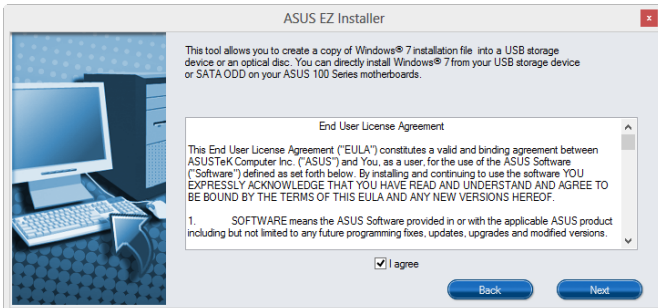 ASUS EZ Installer
x
This tool allows you to create a copy of Windows® 7 installation file into a USB storage
device or an optical disc. You can directly install Windows® 7 from your USB storage device
or SATA ODD on your ASUS 100 Series motherboards.
End User License Agreement
This End User License Agreement ("EULA") constitutes a valid and binding agreement between
ASUSTeK Computer Inc. ("ASUS") and You, as a user, for the use of the ASUS Software
("Software") defined as set forth below. By installing and continuing to use the software YOU
EXPRESSLY ACKNOWLEDGE THAT YOU HAVE READ AND UNDERSTAND AND AGREE TO
BE BOUND BY THE TERMS OF THIS EULA AND ANY NEW VERSIONS HEREOF.
1. SOFTWARE means the ASUS Software provided in or with the applicable ASUS product
including but not limited to any future programming fixes, updates, upgrades and modified versions.
I agree
Back Next